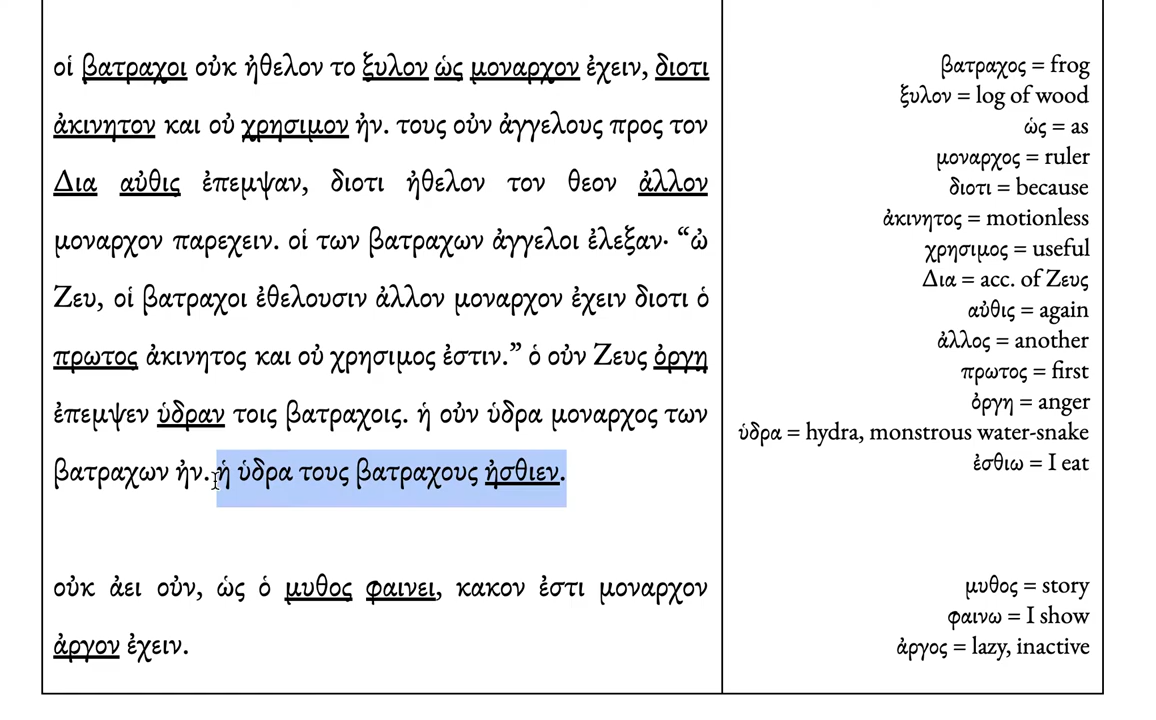 οἱ βατραχοι οὐκ ἠθελον το ξυλον ὡς μοναρχον ἐχειν, διοτι
ἀκινητον και οὐ χρησιμον ἠν. τους οὐν ἀγγελους προς τον
Δια αὐθις ἐπεμψαν, διοτι ἠθελον τον θεον ἀλλον
μοναρχον παρεχειν. οἱ των βατραχων ἀγγελοι ἐλεξαν· “ὠ
Ζευ, οἱ βατραχοι ἐθελουσιν ἀλλον μοναρχον ἐχειν διοτι ὁ
πρωτος ἀκινητος και οὐ χρησιμος ἐστιν.” ὁ οὐν Ζευς ὀργῃ
ἐπεμψεν ὑδραν τοις βατραχοις. ἡ οὐν ὑδρα μοναρχος των
βατραχων ἠν. ἡ ὑδρα τους βατραχους ἠσθιεν.
οὐκ ἀει οὐν, ὡς ὁ μυθος φαινει, κακον ἐστι μοναρχον
ἀργον ἐχειν.
βατραχος = frog
ξυλον = log of wood
ὡς = as
μοναρχος = ruler
διοτι = because
ἀκινητος = motionless
χρησιμος = useful
Δια = acc. of Ζευς
αὐθις = again
ἀλλος = another
πρωτος = first
ὀργη = anger
ὑδρα = hydra, monstrous water-snake
ἐσθιω = I eat
μυθος = story
φαινω = I show
ἀργος = lazy, inactive